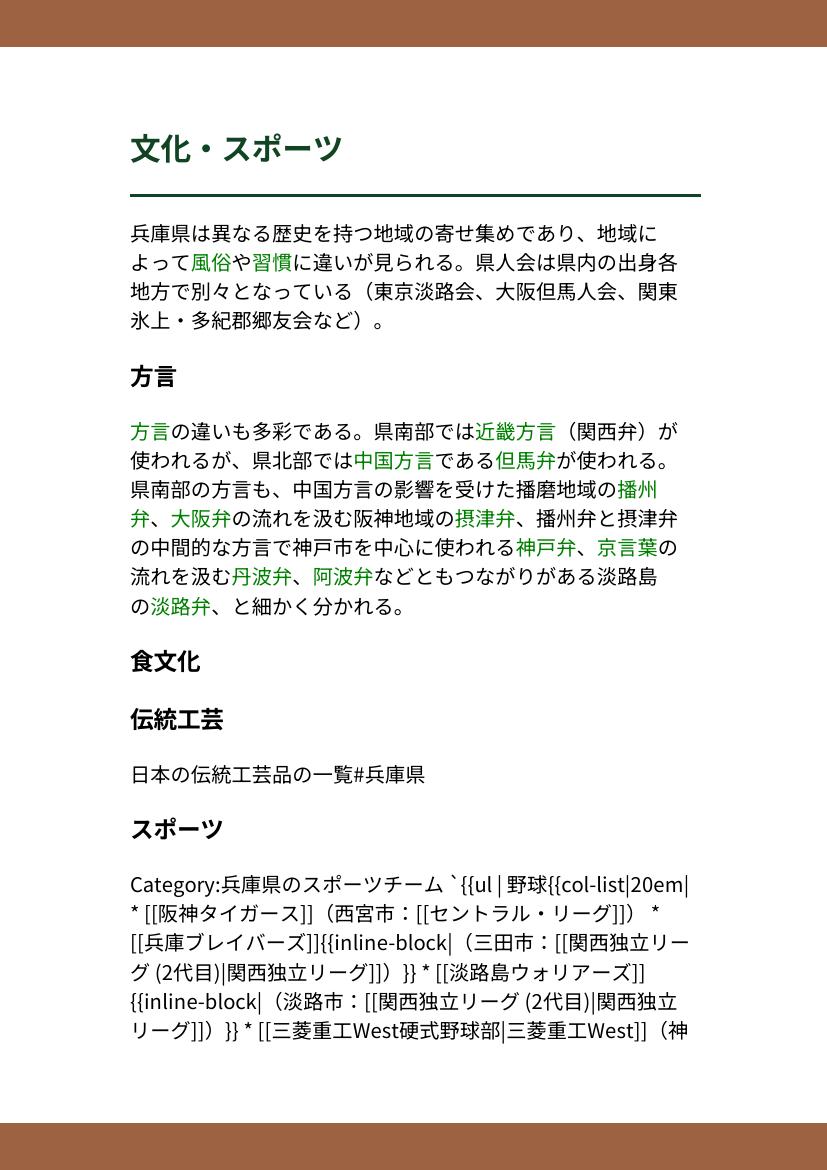 文化・スポーツ
兵庫県は異なる歴史を持つ地域の寄せ集めであり、地域に
よって風俗や習慣に違いが見られる。県人会は県内の出身各
地方で別々となっている（東京淡路会、大阪但馬人会、関東
氷上・多紀郡郷友会など）。
方言
方言の違いも多彩である。県南部では近畿方言（関西弁）が
使われるが、県北部では中国方言である但馬弁が使われる。
県南部の方言も、中国方言の影響を受けた播磨地域の播州
弁、大阪弁の流れを汲む阪神地域の摂津弁、播州弁と摂津弁
の中間的な方言で神戸市を中心に使われる神戸弁、京言葉の
流れを汲む丹波弁、阿波弁などともつながりがある淡路島
の淡路弁、と細かく分かれる。
食文化
伝統工芸
日本の伝統工芸品の一覧#兵庫県
スポーツ
Category:兵庫県のスポーツチーム `{{ul | 野球{{col-list|20em|
* [[阪神タイガース]]（西宮市：[[セントラル・リーグ]]） *
[[兵庫ブレイバーズ]]{{inline-block|（三田市：[[関西独立リー
グ (2代目)|関西独立リーグ]]）}} * [[淡路島ウォリアーズ]]
{{inline-block|（淡路市：[[関西独立リーグ (2代目)|関西独立
リーグ]]）}} * [[三菱重工West硬式野球部|三菱重工West]]（神